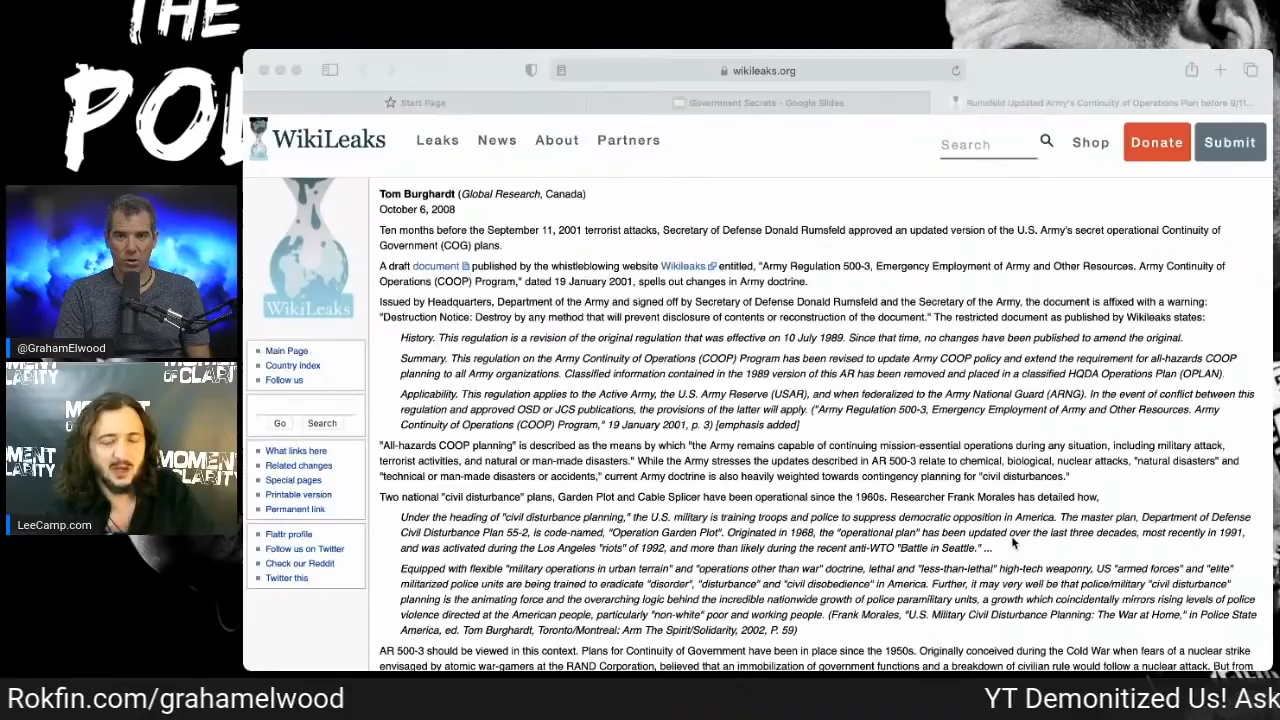 THE
POL
wikileaks.org
Start Page
Government Secrets - Google Slides
Rumsfeld Updated Army's Continuity of Operations Plan before 9/11...
WikiLeaks
Leaks
News
About
Partners
Search
Shop
Donate
Submit
WikiLeaks
Main Page
Country index
Follow us
Go
Search
What links here
Related changes
Special pages
Printable version
Permanent link
Flattr profile
Follow us on Twitter
Check our Reddit
Twitter this
Tom Burghardt (Global Research, Canada)
October 6, 2008
Ten months before the September 11, 2001 terrorist attacks, Secretary of Defense Donald Rumsfeld approved an updated version of the U.S. Army's secret operational Continuity of
Government (COG) plans.
A draft document published by the whistleblowing website Wikileaks entitled, "Army Regulation 500-3, Emergency Employment of Army and Other Resources. Army Continuity of
Operations (COOP) Program," dated 19 January 2001, spells out changes in Army doctrine.
Issued by Headquarters, Department of the Army and signed off by Secretary of Defense Donald Rumsfeld and the Secretary of the Army, the document is affixed with a warning:
"Destruction Notice: Destroy by any method that will prevent disclosure of contents or reconstruction of the document." The restricted document as published by Wikileaks states:
History. This regulation is a revision of the original regulation that was effective on 10 July 1989. Since that time, no changes have been published to amend the original.
Summary. This regulation on the Army Continuity of Operations (COOP) Program has been revised to update Army COOP policy and extend the requirement for all-hazards COOP
planning to all Army organizations. Classified information contained in the 1989 version of this AR has been removed and placed in a classified HQDA Operations Plan (OPLAN).
Applicability. This regulation applies to the Active Army, the U.S. Army Reserve (USAR), and when federalized to the Army National Guard (ARNG). In the event of conflict between this
regulation and approved OSD or JCS publications, the provisions of the latter will apply. ("Army Regulation 500-3, Emergency Employment of Army and Other Resources. Army
Continuity of Operations (COOP) Program," 19 January 2001, p. 3) [emphasis added]
"All-hazards COOP planning" is described as the means by which "the Army remains capable of continuing mission-essential operations during any situation, including military attack,
terrorist activities, and natural or man-made disasters." While the Army stresses the updates described in AR 500-3 relate to chemical, biological, nuclear attacks, "natural disasters" and
"technical or man-made disasters or accidents," current Army doctrine is also heavily weighted towards contingency planning for "civil disturbances."
Two national "civil disturbance" plans, Garden Plot and Cable Splicer have been operational since the 1960s. Researcher Frank Morales has detailed how,
Under the heading of "civil disturbance planning," the U.S. military is training troops and police to suppress democratic opposition in America. The master plan, Department of Defense
Civil Disturbance Plan 55-2, is code-named, "Operation Garden Plot". Originated in 1968, the "operational plan" has been updated over the last three decades, most recently in 1991,
and was activated during the Los Angeles "riots" of 1992, and more than likely during the recent anti-WTO "Battle in Seattle." ...
Equipped with flexible "military operations in urban terrain" and "operations other than war" doctrine, lethal and "less-than-lethal" high-tech weaponry, US "armed forces" and "elite"
militarized police units are being trained to eradicate "disorder", "disturbance" and "civil disobedience" in America. Further, it may very well be that police/military "civil disturbance"
planning is the animating force and the overarching logic behind the incredible nationwide growth of police paramilitary units, a growth which coincidentally mirrors rising levels of police
violence directed at the American people, particularly "non-white" poor and working people. (Frank Morales, "U.S. Military Civil Disturbance Planning: The War at Home," in Police State
America, ed. Tom Burghardt, Toronto/Montreal: Arm The Spirit/Solidarity, 2002, P. 59)
AR 500-3 should be viewed in this context. Plans for Continuity of Government have been in place since the 1950s. Originally conceived during the Cold War when fears of a nuclear strike
envisaged by atomic war-gamers at the RAND Corporation, believed that an immobilization of government functions and a breakdown of civilian rule would follow a nuclear attack. But from
@GrahamElwood
MOMENT
OF CLARITY
LeeCamp.com
Rokfin.com/grahamelwood
YT Demonitized Us! Ask